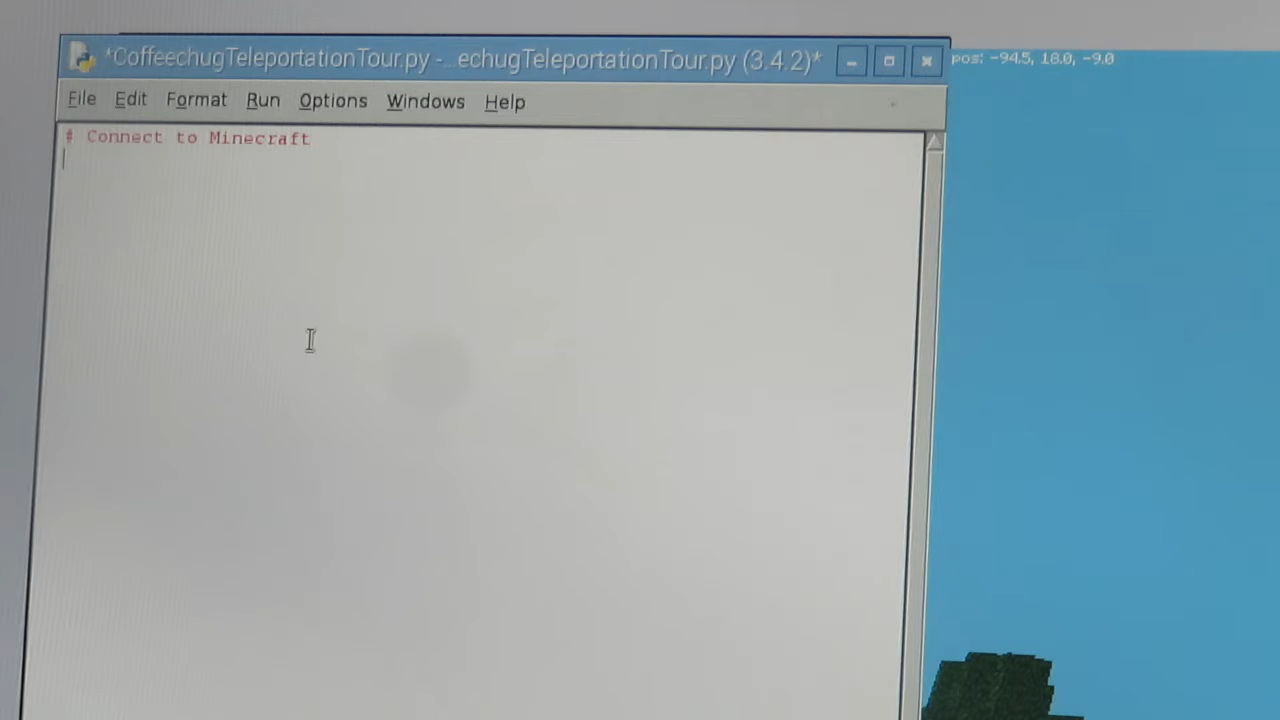 *CoffeechugTeleportationTour.py -...echugTeleportationTour.py (3.4.2)*
pos: -94.5, 18.0, -9.0
File Edit Format Run Options Windows Help
# Connect to Minecraft